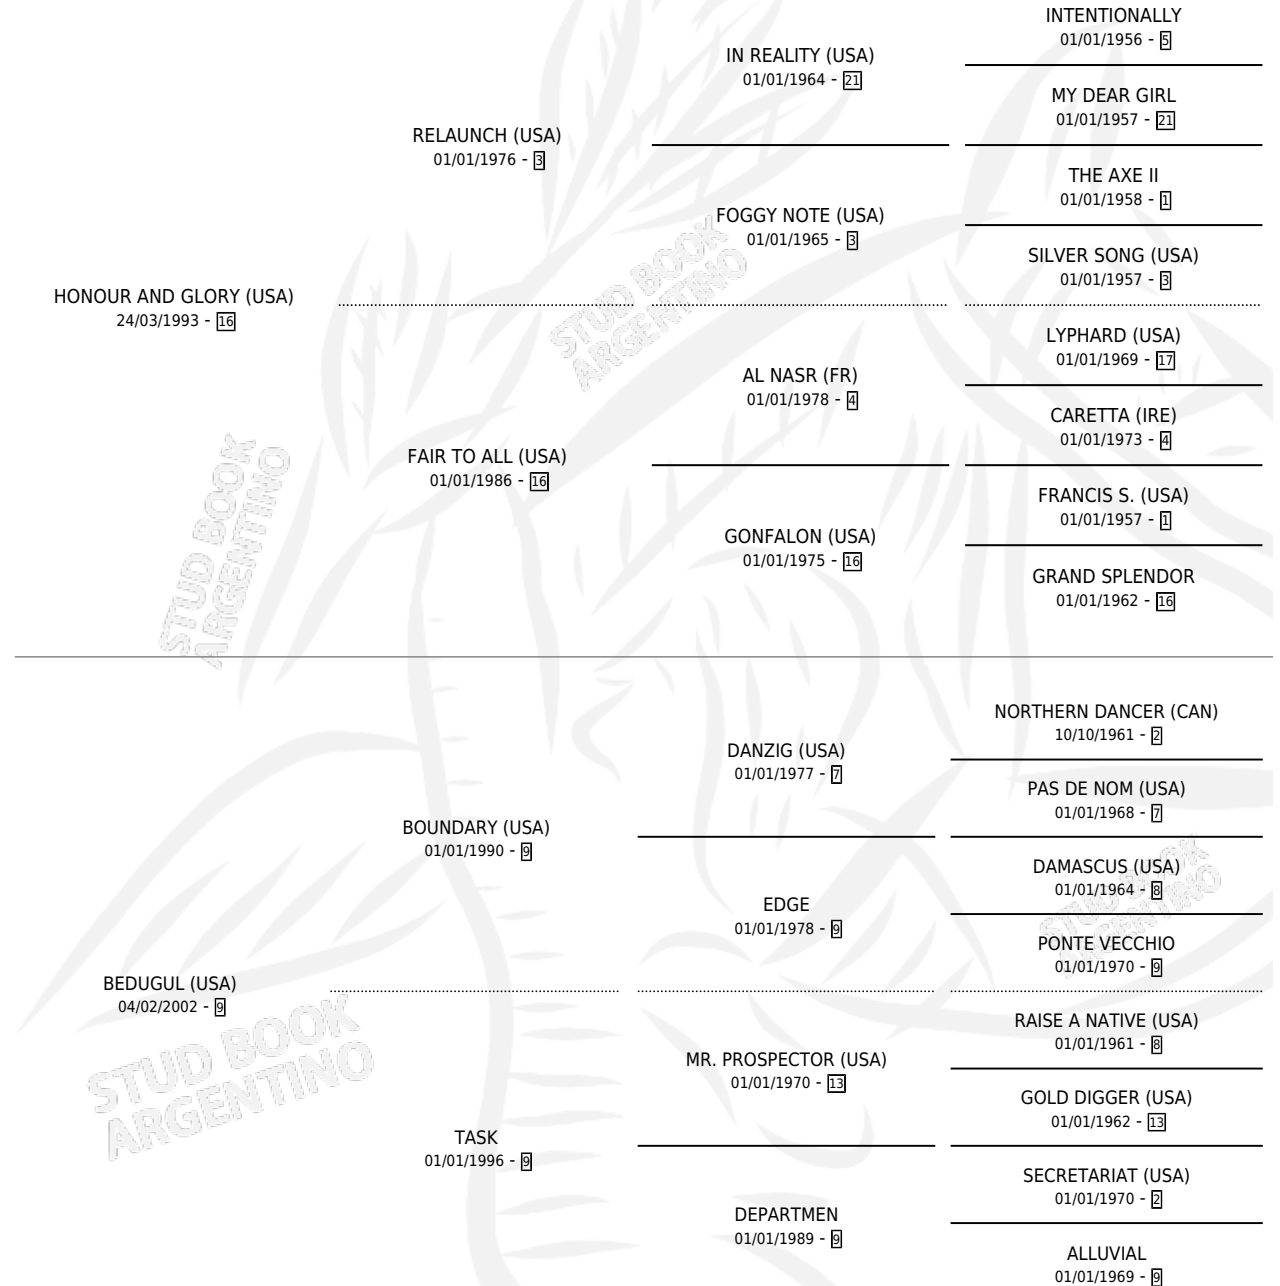 INTENTIONALLY
01/01/1956 - 5
IN REALITY (USA)
01/01/1964 - 21
MY DEAR GIRL
01/01/1957 - 21
RELAUNCH (USA)
01/01/1976 - 3
THE AXE II
01/01/1958 - 1
FOGGY NOTE (USA)
01/01/1965 - 3
SILVER SONG (USA)
01/01/1957 - 3
HONOUR AND GLORY (USA)
24/03/1993 - 16
LYPHARD (USA)
01/01/1969 - 17
AL NASR (FR)
01/01/1978 - 4
CARETTA (IRE)
01/01/1973 - 4
FAIR TO ALL (USA)
01/01/1986 - 16
FRANCIS S. (USA)
01/01/1957 - 1
GONFALON (USA)
01/01/1975 - 16
GRAND SPLENDOR
01/01/1962 - 16
NORTHERN DANCER (CAN)
10/10/1961 - 2
DANZIG (USA)
01/01/1977 - 7
PAS DE NOM (USA)
01/01/1968 - 7
BOUNDARY (USA)
01/01/1990 - 9
DAMASCUS (USA)
01/01/1964 - 8
EDGE
01/01/1978 - 9
PONTE VECCHIO
01/01/1970 - 9
BEDUGUL (USA)
04/02/2002 - 9
RAISE A NATIVE (USA)
01/01/1961 - 8
MR. PROSPECTOR (USA)
01/01/1970 - 13
GOLD DIGGER (USA)
01/01/1962 - 13
TASK
01/01/1996 - 9
SECRETARIAT (USA)
01/01/1970 - 2
DEPARTMEN
01/01/1989 - 9
ALLUVIAL
01/01/1969 - 9
STUD BOOK
ARGENTINO
STUD BOOK
ARGENTINO
STUD BOOK
ARGENTINO
STUD BOOK
ARGENTINO